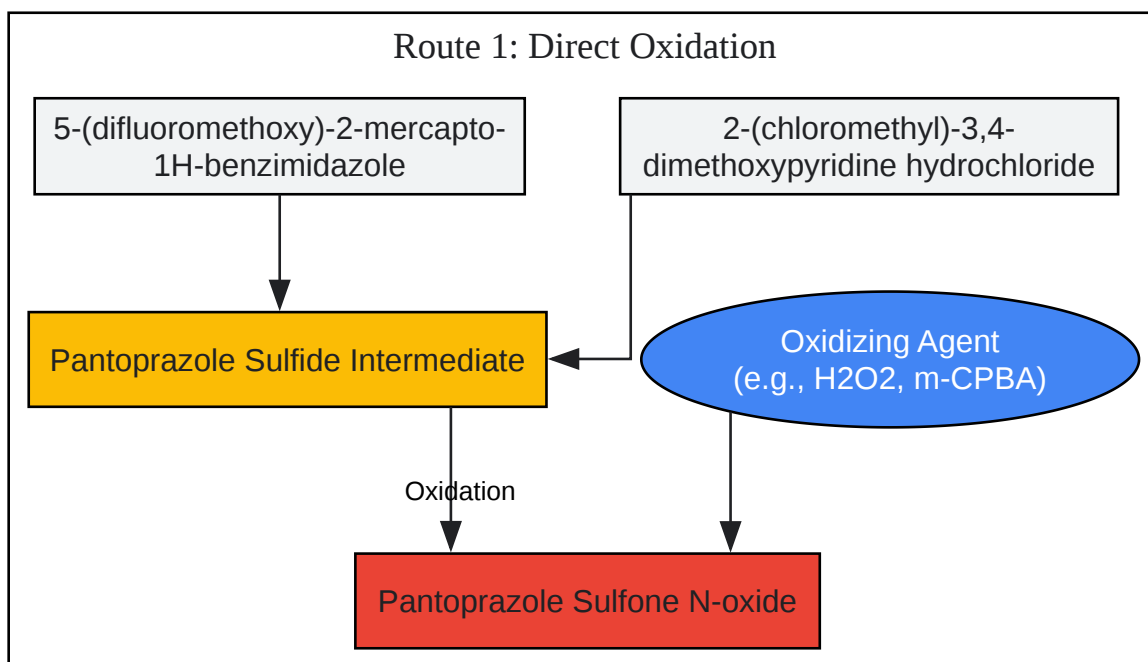 Route 1: Direct Oxidation
5-(difluoromethoxy)-2-mercapto-
1H-benzimidazole
2-(chloromethyl)-3,4-
dimethoxypyridine hydrochloride
Pantoprazole Sulfide Intermediate
Oxidizing Agent
(e.g., H2O2, m-CPBA)
Oxidation
Pantoprazole Sulfone N-oxide